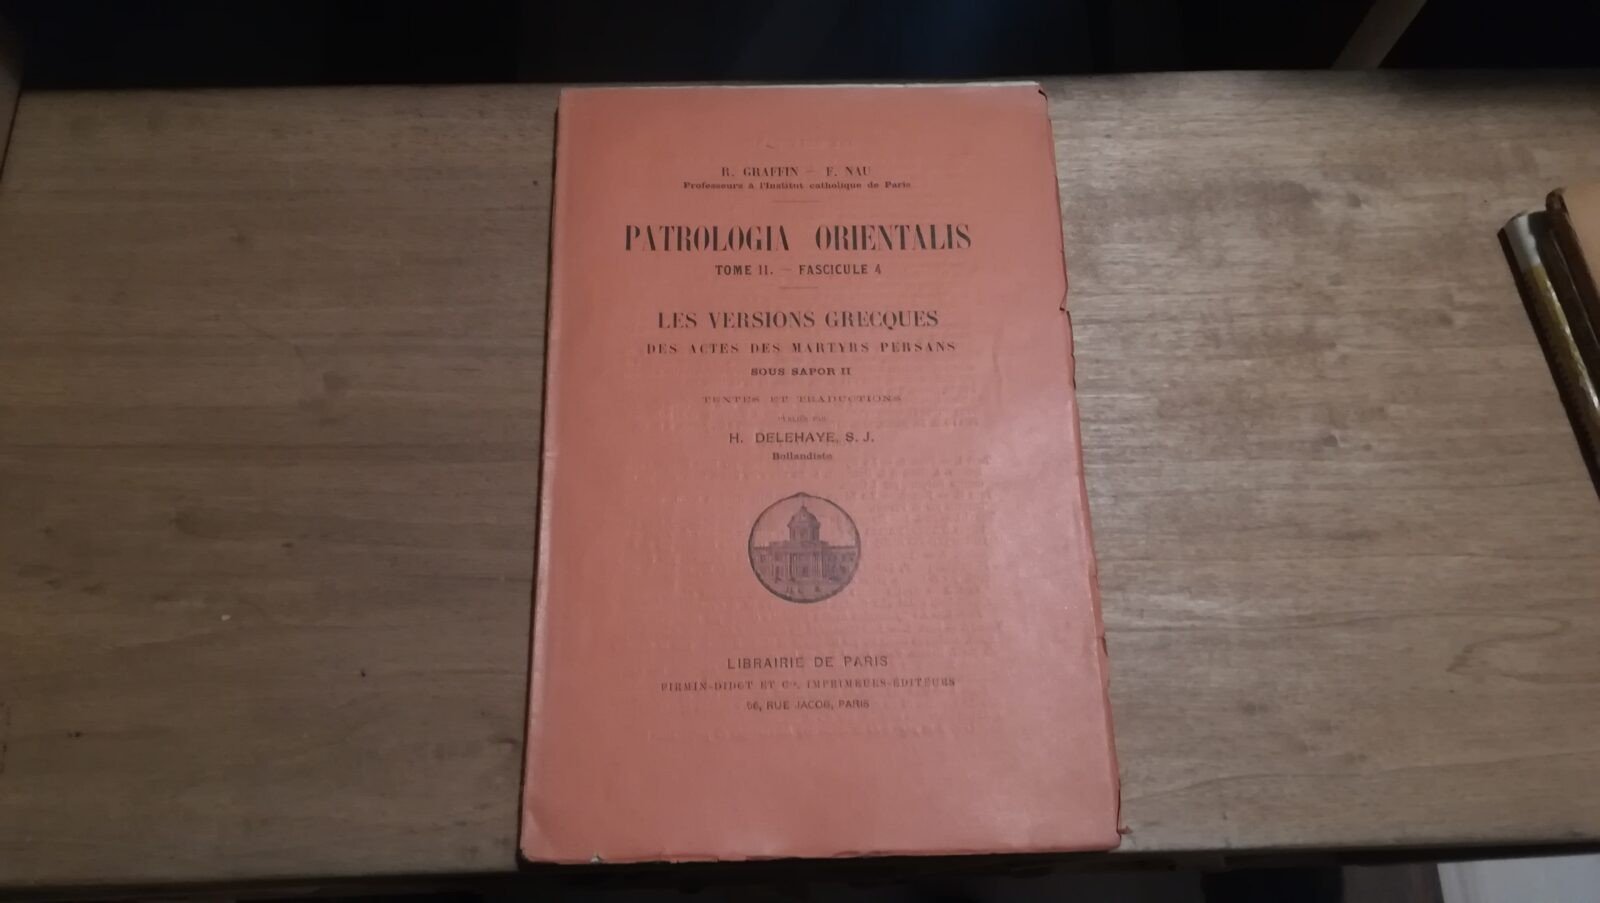 R. GRAFFIN — F. NAU
Professeurs à l'Institut catholique de Paris
PATROLOGIA ORIENTALIS
TOME II. — FASCICULE 4
LES VERSIONS GRECQUES
DES ACTES DES MARTYRS PERSANS
SOUS SAPOR II
TEXTES ET TRADUCTIONS
PUBLIÉS PAR
H. DELEHAYE, S. J.
Bollandiste
LIBRAIRIE DE PARIS
FIRMIN-DIDOT ET Cie, IMPRIMEURS-ÉDITEURS
56, RUE JACOB, PARIS